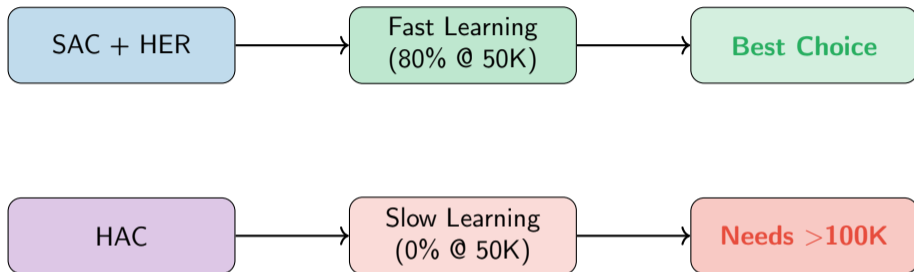 SAC + HER
Fast Learning
(80% @ 50K)
Best Choice
HAC
Slow Learning
(0% @ 50K)
Needs >100K